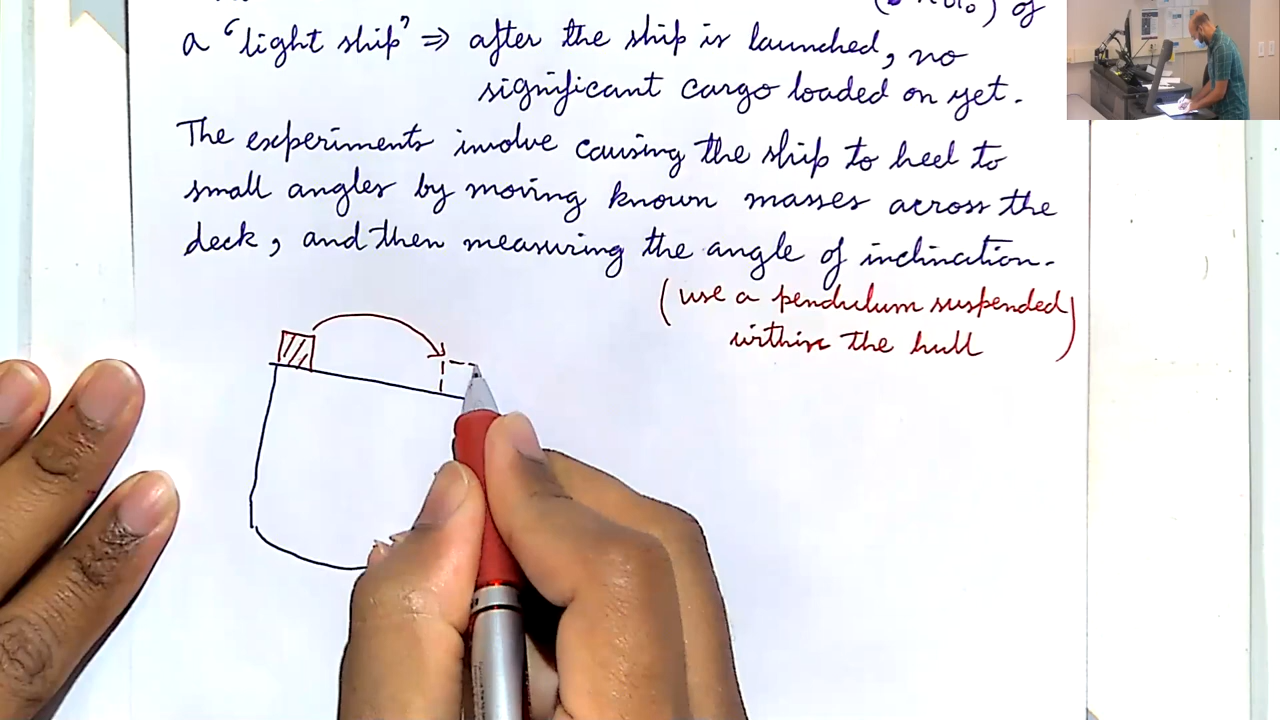 of
a "light ship" ⇒ after the ship is launched, no
significant cargo loaded on yet.
The experiments involve causing the ship to heel to
small angles by moving known masses across the
deck, and then measuring the angle of inclination.
(use a pendulum suspended
within the hull)